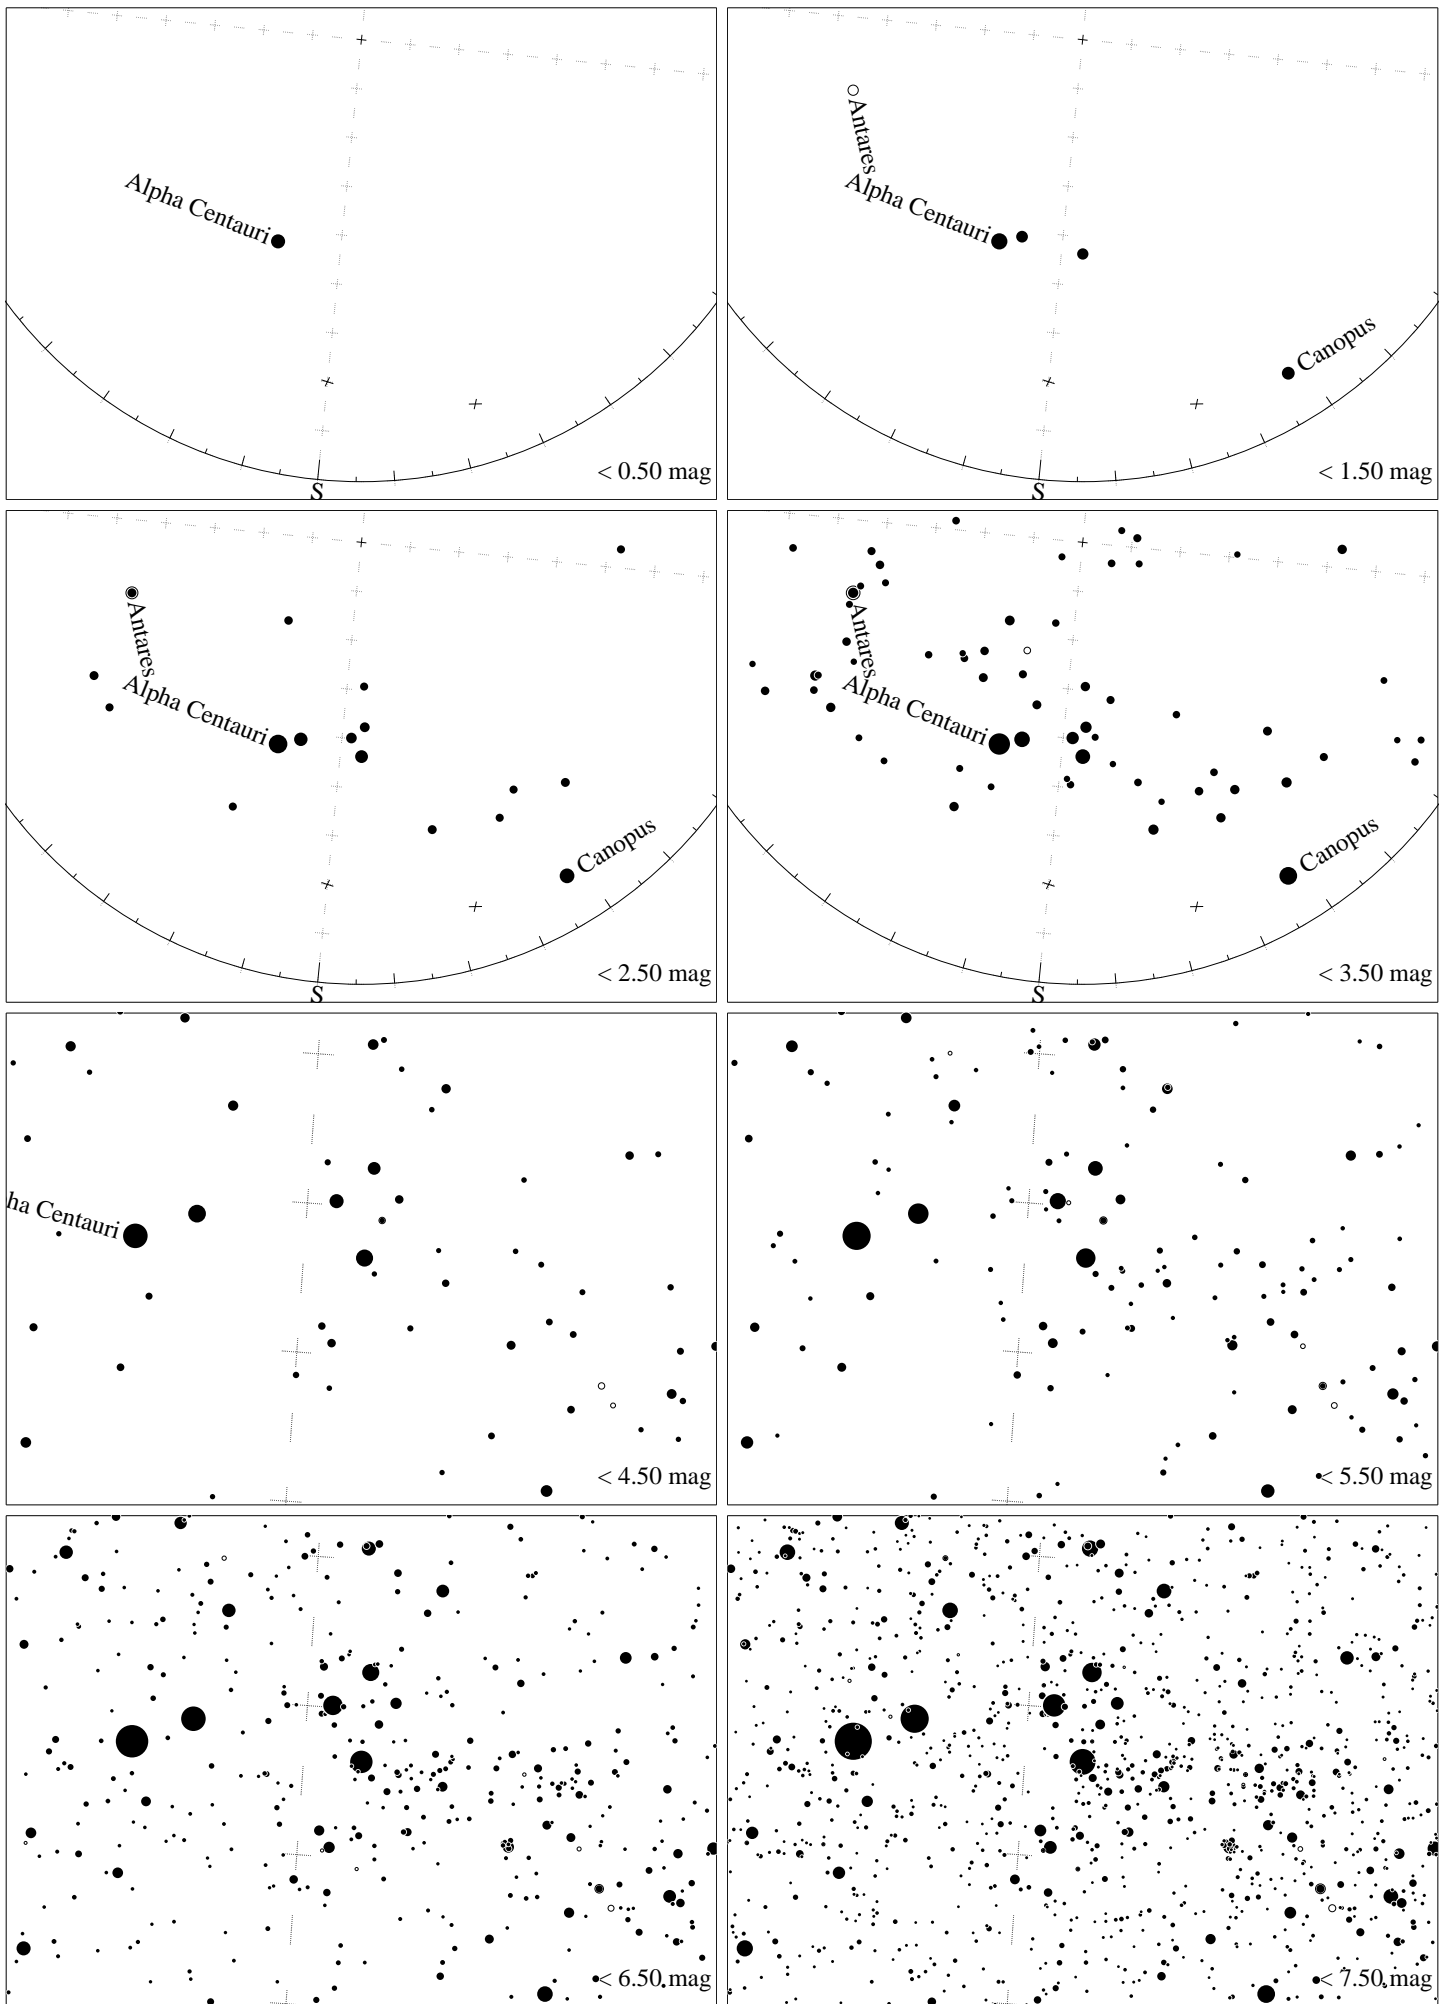 Alpha Centauri
S
< 0.50 mag
Antares
Alpha Centauri
Canopus
S
< 1.50 mag
Antares
Alpha Centauri
Canopus
S
< 2.50 mag
Antares
Alpha Centauri
Canopus
S
< 3.50 mag
ha Centauri
< 4.50 mag
< 5.50 mag
< 6.50 mag
< 7.50 mag